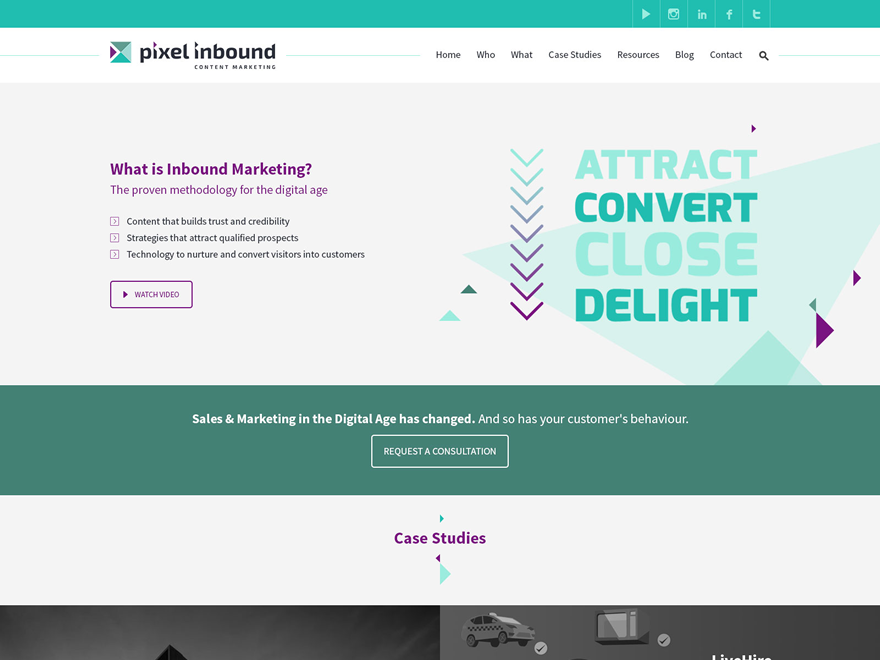 pixel inbound
CONTENT MARKETING
Home Who What Case Studies Resources Blog Contact
What is Inbound Marketing?
The proven methodology for the digital age
Content that builds trust and credibility
Strategies that attract qualified prospects
Technology to nurture and convert visitors into customers
WATCH VIDEO
ATTRACT
CONVERT
CLOSE
DELIGHT
Sales & Marketing in the Digital Age has changed. And so has your customer's behaviour.
REQUEST A CONSULTATION
Case Studies
LiveHire